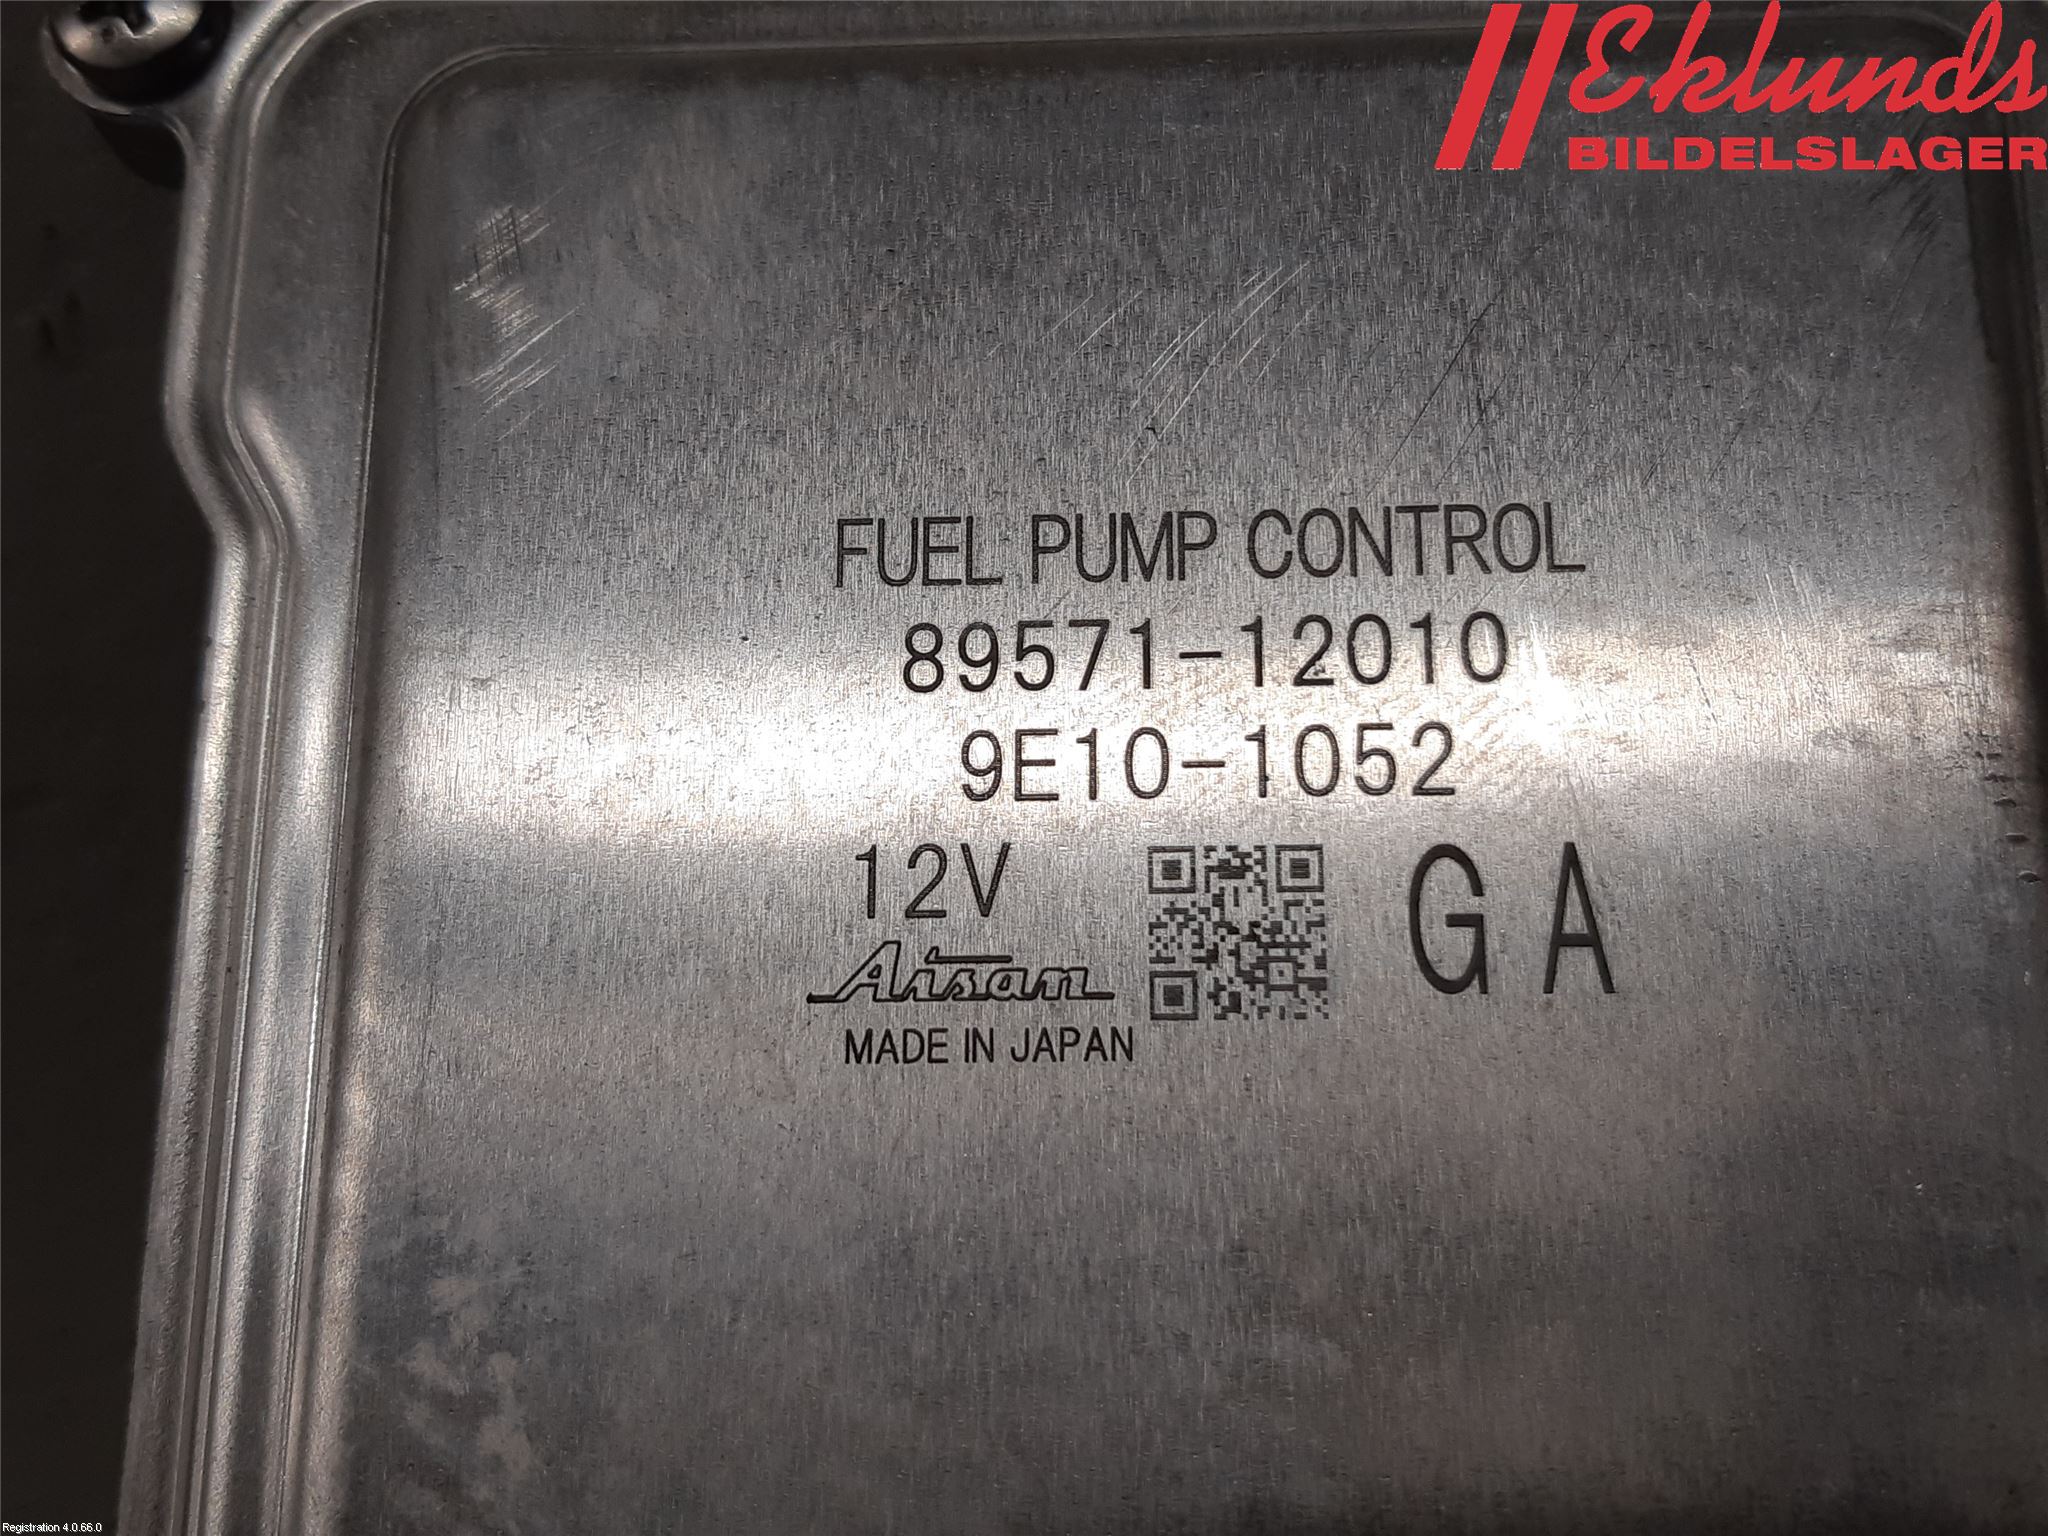 Eklunds
BILDELSLAGER
FUEL PUMP CONTROL
89571-12010
9E10-1052
12V
GA
Aisan
MADE IN JAPAN
Registration 4.0.66.0